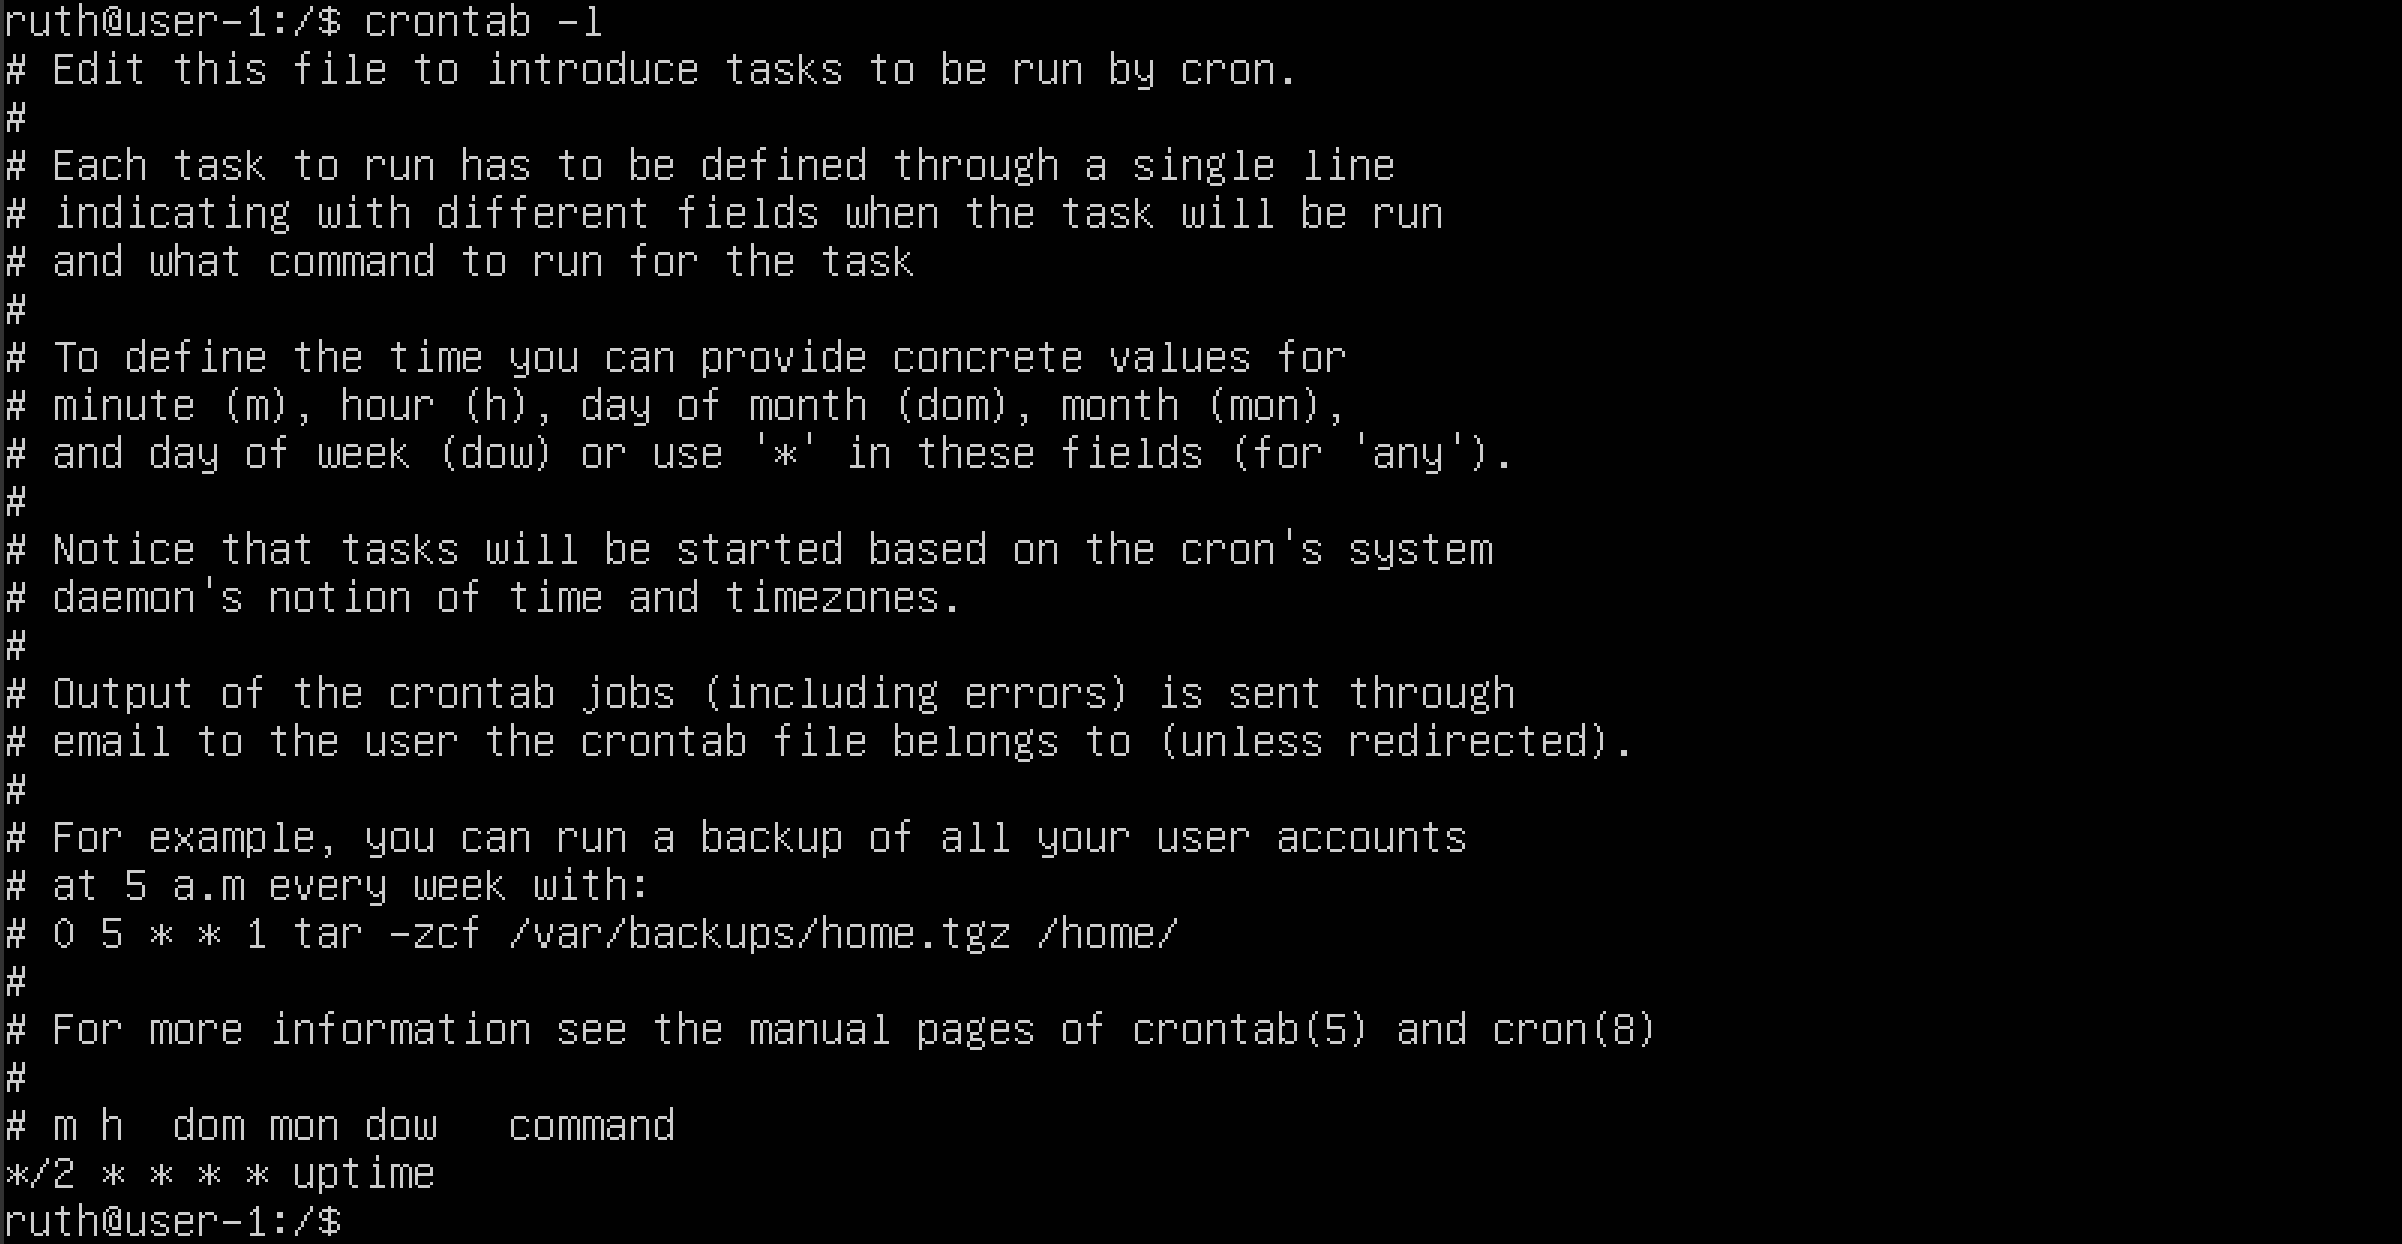 ruth@user-1:/$ crontab -l
# Edit this file to introduce tasks to be run by cron.
#
# Each task to run has to be defined through a single line
# indicating with different fields when the task will be run
# and what command to run for the task
#
# To define the time you can provide concrete values for
# minute (m), hour (h), day of month (dom), month (mon),
# and day of week (dow) or use '*' in these fields (for 'any').
#
# Notice that tasks will be started based on the cron's system
# daemon's notion of time and timezones.
#
# Output of the crontab jobs (including errors) is sent through
# email to the user the crontab file belongs to (unless redirected).
#
# For example, you can run a backup of all your user accounts
# at 5 a.m every week with:
# 0 5 * * 1 tar -zcf /var/backups/home.tgz /home/
#
# For more information see the manual pages of crontab(5) and cron(8)
#
# m h  dom mon dow   command
*/2 * * * * uptime
ruth@user-1:/$